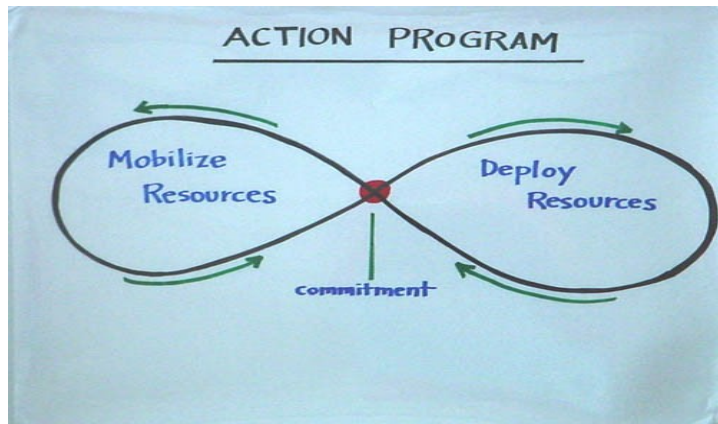 ACTION PROGRAM
Mobilize
Resources
Deploy
Resources
commitment